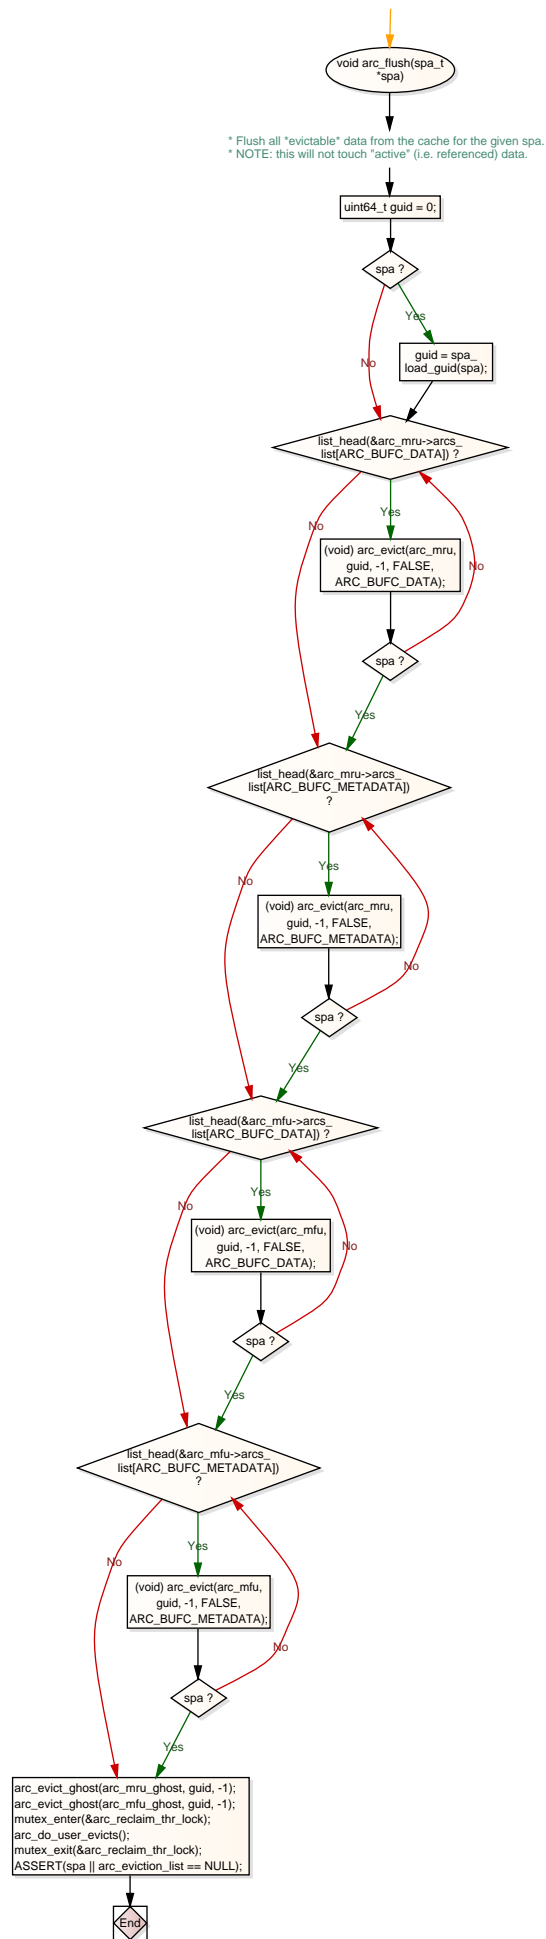 void arc_flush(spa_t
*spa)
* Flush all *evictable* data from the cache for the given spa.
* NOTE: this will not touch "active" (i.e. referenced) data.
uint64_t guid = 0;
spa ?
Yes
No
guid = spa_
load_guid(spa);
list_head(&arc_mru->arcs_
list[ARC_BUFC_DATA]) ?
Yes
No
(void) arc_evict(arc_mru,
guid, -1, FALSE,
ARC_BUFC_DATA);
No
spa ?
Yes
list_head(&arc_mru->arcs_
list[ARC_BUFC_METADATA])
?
Yes
No
(void) arc_evict(arc_mru,
guid, -1, FALSE,
ARC_BUFC_METADATA);
No
spa ?
Yes
list_head(&arc_mfu->arcs_
list[ARC_BUFC_DATA]) ?
Yes
No
(void) arc_evict(arc_mfu,
guid, -1, FALSE,
ARC_BUFC_DATA);
No
spa ?
Yes
list_head(&arc_mfu->arcs_
list[ARC_BUFC_METADATA])
?
Yes
No
(void) arc_evict(arc_mfu,
guid, -1, FALSE,
ARC_BUFC_METADATA);
No
spa ?
Yes
arc_evict_ghost(arc_mru_ghost, guid, -1);
arc_evict_ghost(arc_mfu_ghost, guid, -1);
mutex_enter(&arc_reclaim_thr_lock);
arc_do_user_evicts();
mutex_exit(&arc_reclaim_thr_lock);
ASSERT(spa || arc_eviction_list == NULL);
End